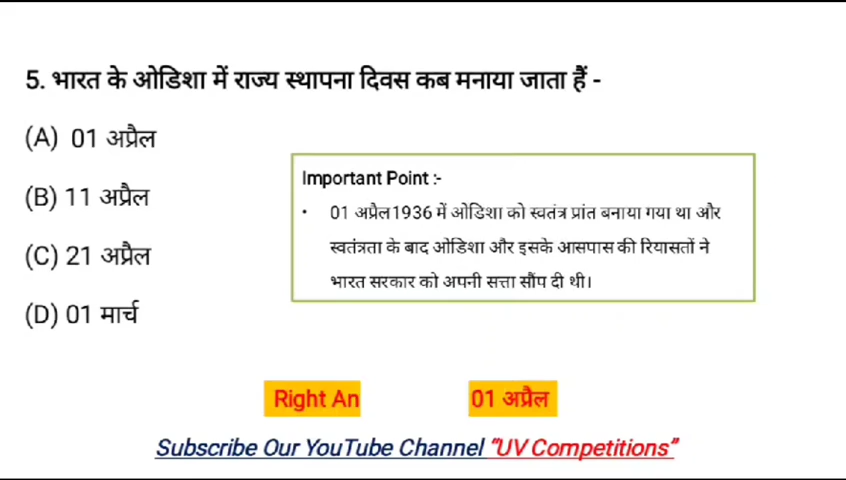 5. भारत के ओडिशा में राज्य स्थापना दिवस कब मनाया जाता हैं -
(A) 01 अप्रैल
(B) 11 अप्रैल
(C) 21 अप्रैल
(D) 01 मार्च
Important Point :-
• 01 अप्रैल1936 में ओडिशा को स्वतंत्र प्रांत बनाया गया था और
स्वतंत्रता के बाद ओडिशा और इसके आसपास की रियासतों ने
भारत सरकार को अपनी सत्ता सौंप दी थी।
Right An 01 अप्रैल
Subscribe Our YouTube Channel “UV Competitions”